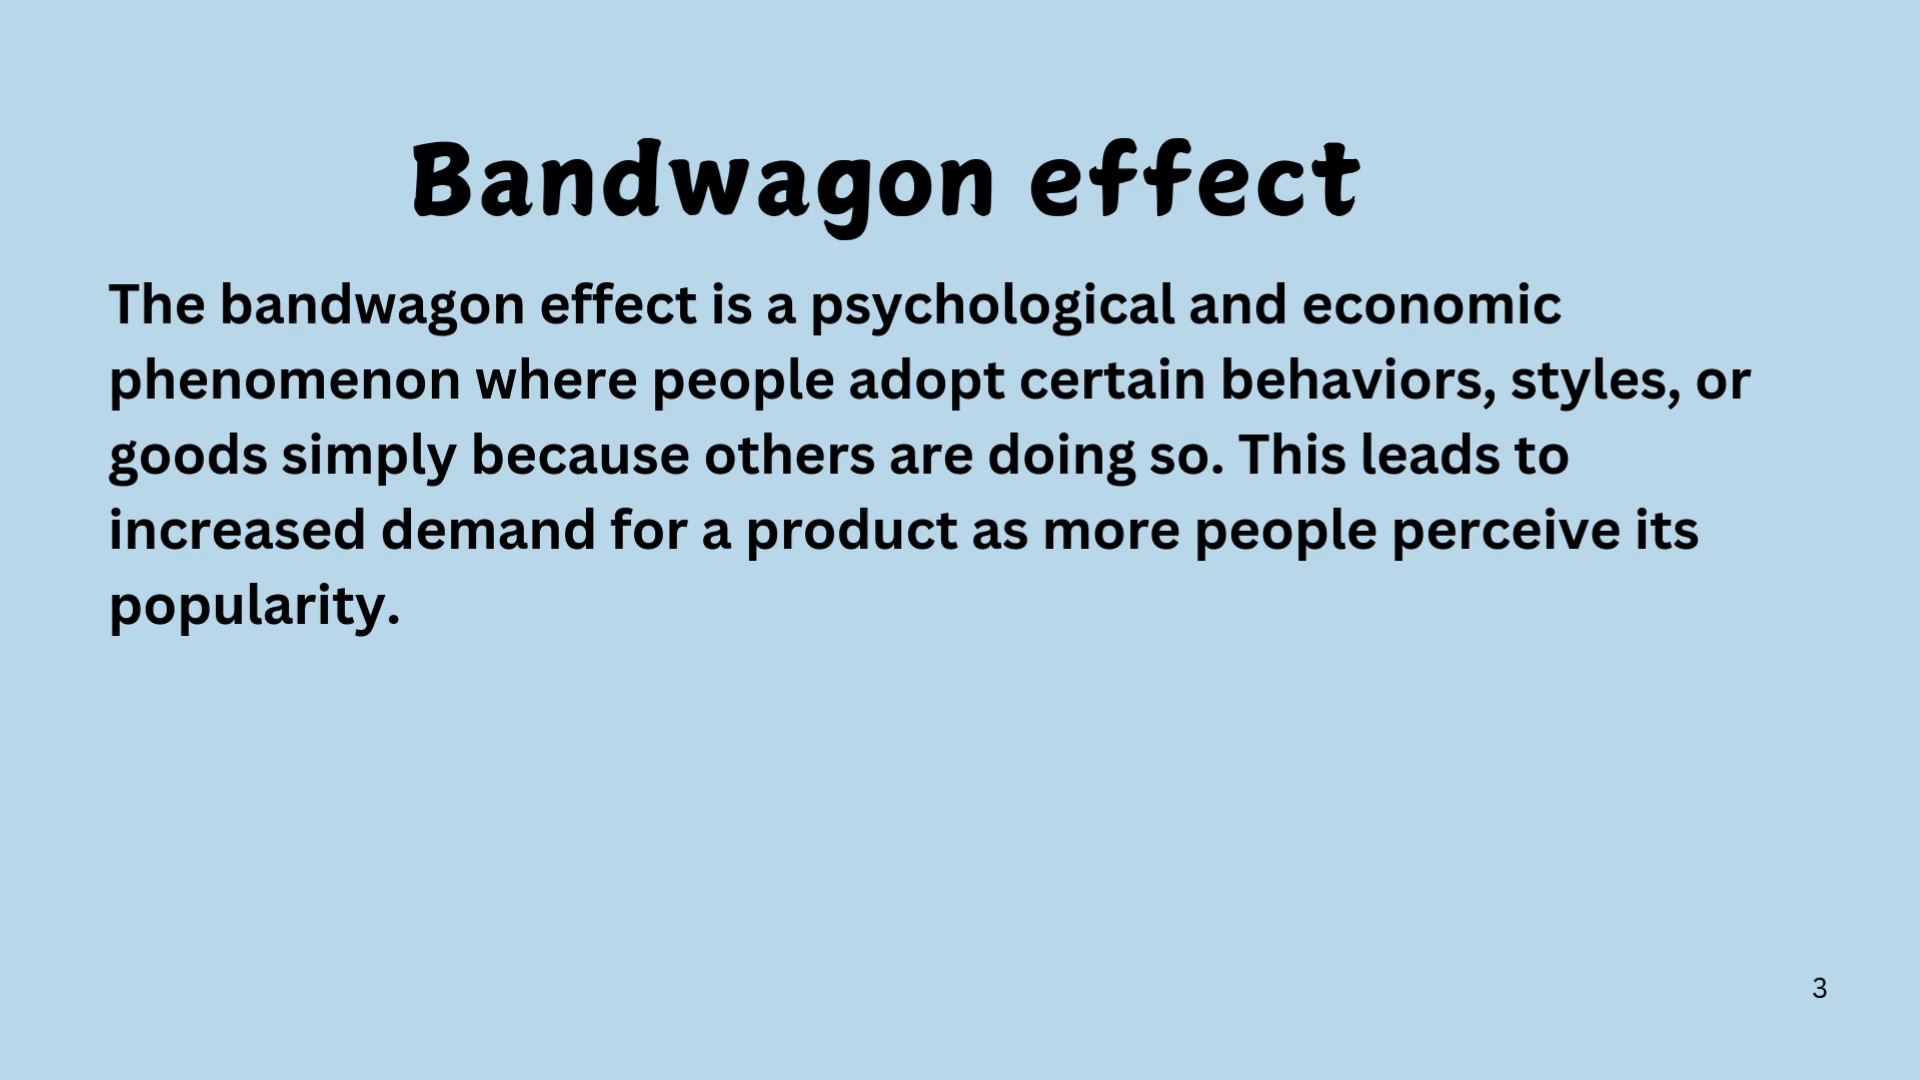 Bandwagon effect
The bandwagon effect is a psychological and economic
phenomenon where people adopt certain behaviors, styles, or
goods simply because others are doing so. This leads to
increased demand for a product as more people perceive its
popularity.
3